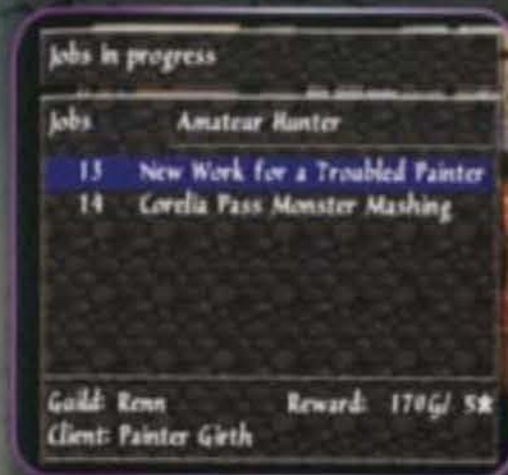 Jobs in progress
Jobs Amateur Hunter
13 New Work for a Troubled Painter
14 Corelia Pass Monster Mashing
Guild: Renn Reward: 170G/ 5★
Client: Painter Girth